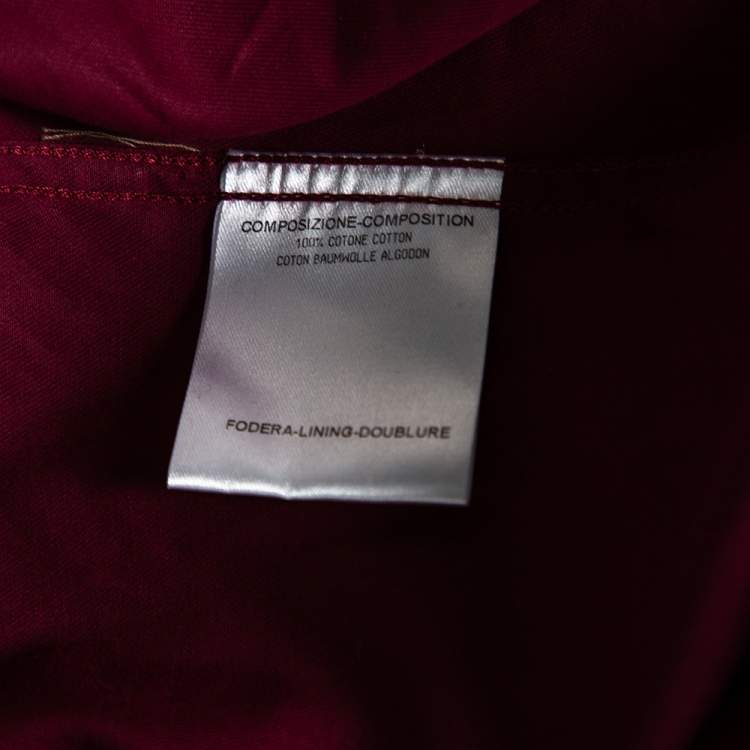 COMPOSIZIONE-COMPOSITION
100% COTONE COTTON
COTON BAUMWOLLE ALGODON
FODERA-LINING-DOUBLURE